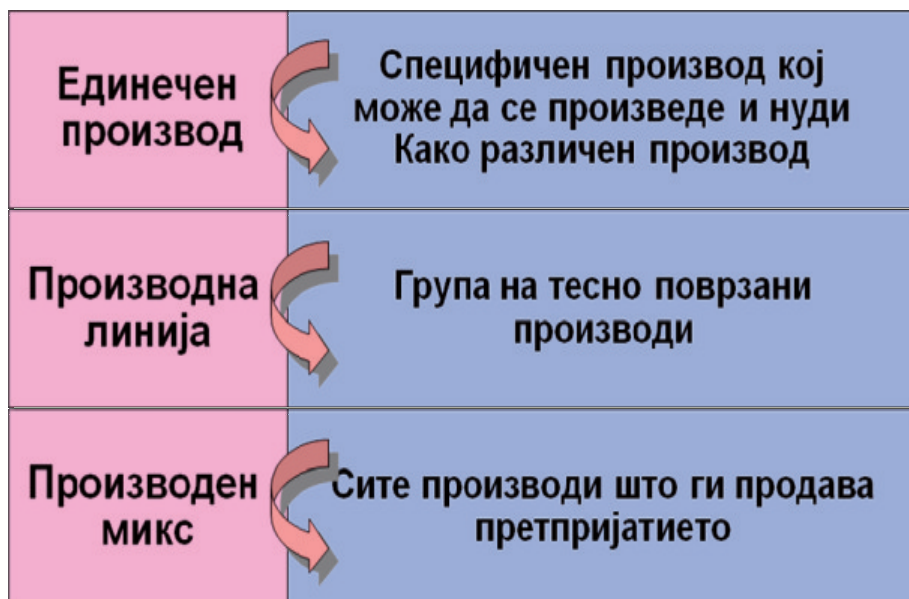 Единечен
производ
Специфичен производ кој
може да се произведе и нуди
Како различен производ
Производна
линија
Група на тесно поврзани
производи
Производен
микс
Сите производи што ги продава
претпријатието